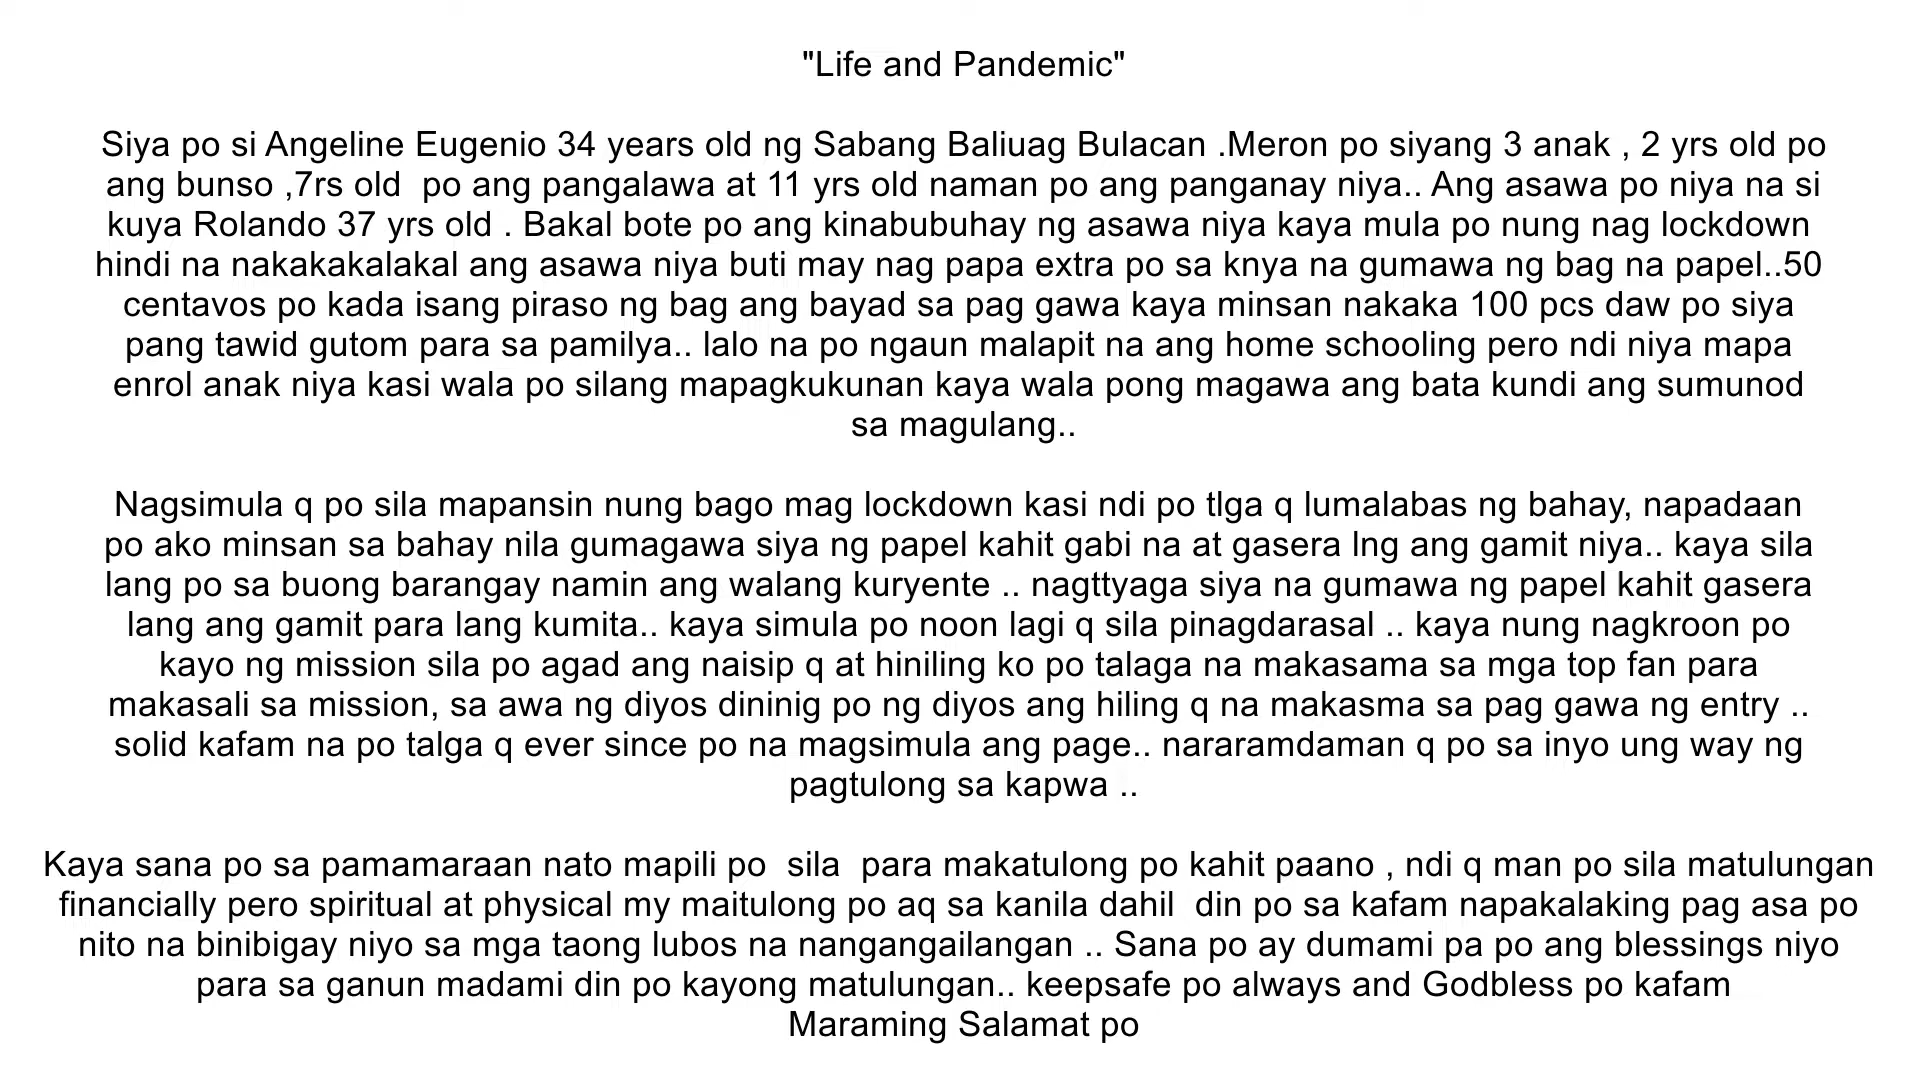 "Life and Pandemic"
Siya po si Angeline Eugenio 34 years old ng Sabang Baliuag Bulacan .Meron po siyang 3 anak , 2 yrs old po
ang bunso ,7rs old  po ang pangalawa at 11 yrs old naman po ang panganay niya.. Ang asawa po niya na si
kuya Rolando 37 yrs old . Bakal bote po ang kinabubuhay ng asawa niya kaya mula po nung nag lockdown
hindi na nakakakalakal ang asawa niya buti may nag papa extra po sa knya na gumawa ng bag na papel..50
centavos po kada isang piraso ng bag ang bayad sa pag gawa kaya minsan nakaka 100 pcs daw po siya
pang tawid gutom para sa pamilya.. lalo na po ngaun malapit na ang home schooling pero ndi niya mapa
enrol anak niya kasi wala po silang mapagkukunan kaya wala pong magawa ang bata kundi ang sumunod
sa magulang..
Nagsimula q po sila mapansin nung bago mag lockdown kasi ndi po tlga q lumalabas ng bahay, napadaan
po ako minsan sa bahay nila gumagawa siya ng papel kahit gabi na at gasera lng ang gamit niya.. kaya sila
lang po sa buong barangay namin ang walang kuryente .. nagttyaga siya na gumawa ng papel kahit gasera
lang ang gamit para lang kumita.. kaya simula po noon lagi q sila pinagdarasal .. kaya nung nagkroon po
kayo ng mission sila po agad ang naisip q at hiniling ko po talaga na makasama sa mga top fan para
makasali sa mission, sa awa ng diyos dininig po ng diyos ang hiling q na makasma sa pag gawa ng entry ..
solid kafam na po talga q ever since po na magsimula ang page.. nararamdaman q po sa inyo ung way ng
pagtulong sa kapwa ..
Kaya sana po sa pamamaraan nato mapili po  sila  para makatulong po kahit paano , ndi q man po sila matulungan
financially pero spiritual at physical my maitulong po aq sa kanila dahil  din po sa kafam napakalaking pag asa po
nito na binibigay niyo sa mga taong lubos na nangangailangan .. Sana po ay dumami pa po ang blessings niyo
para sa ganun madami din po kayong matulungan.. keepsafe po always and Godbless po kafam
Maraming Salamat po